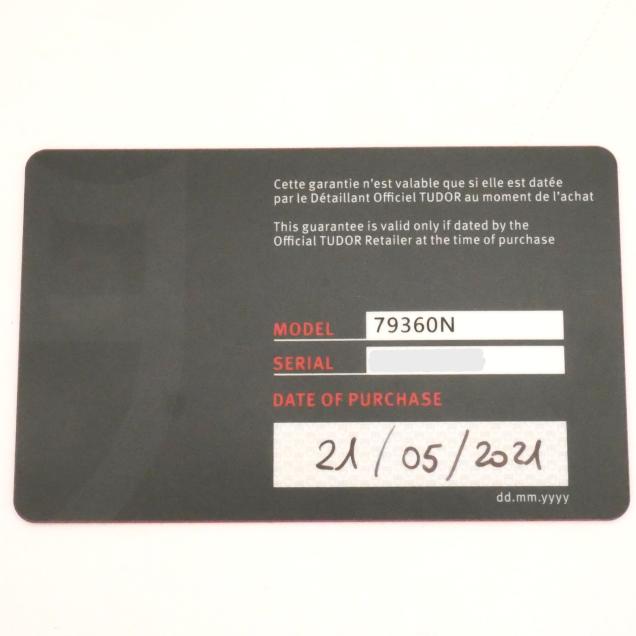 Cette garantie n'est valable que si elle est datée
par le Détaillant Officiel TUDOR au moment de l'achat
This guarantee is valid only if dated by the
Official TUDOR Retailer at the time of purchase
MODEL 79360N
SERIAL
DATE OF PURCHASE
21/05/2021
dd.mm.yyyy